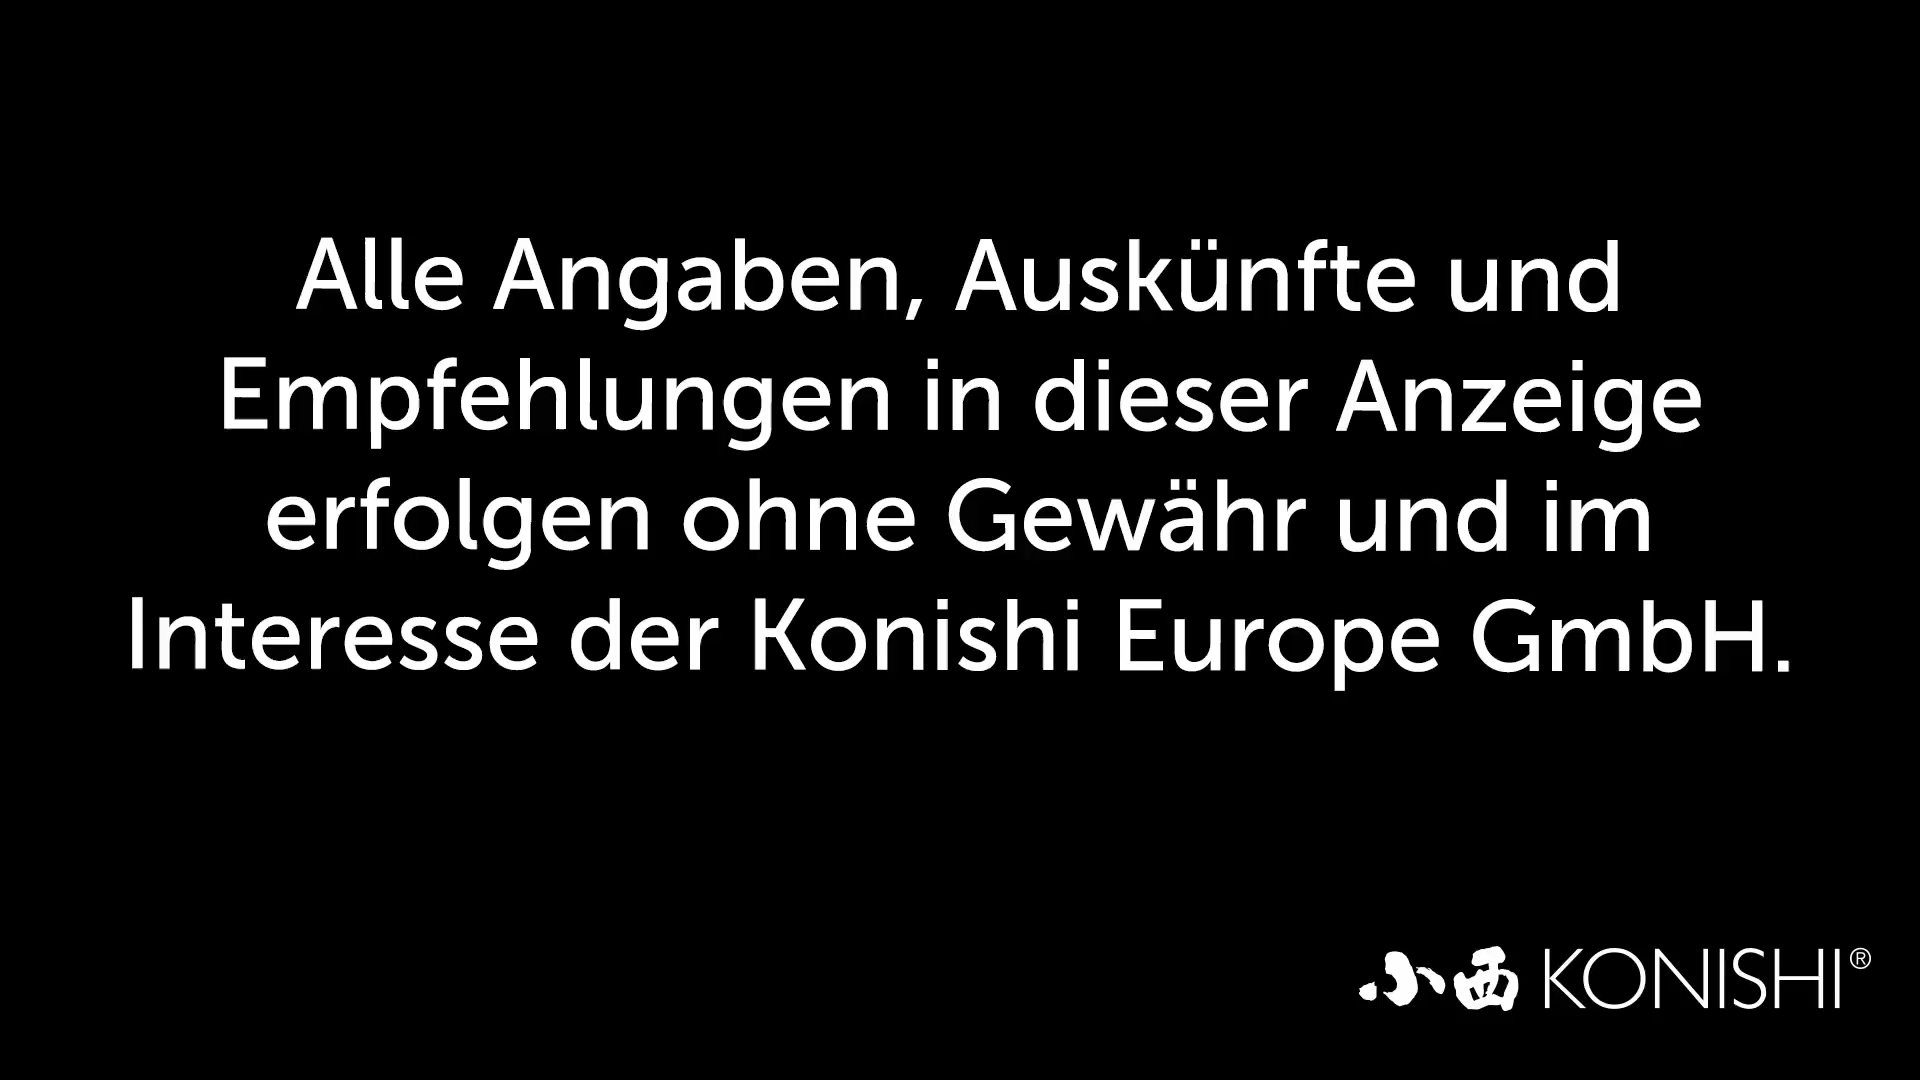 Alle Angaben, Auskünfte und
Empfehlungen in dieser Anzeige
erfolgen ohne Gewähr und im
Interesse der Konishi Europe GmbH.
小西 KONISHI®